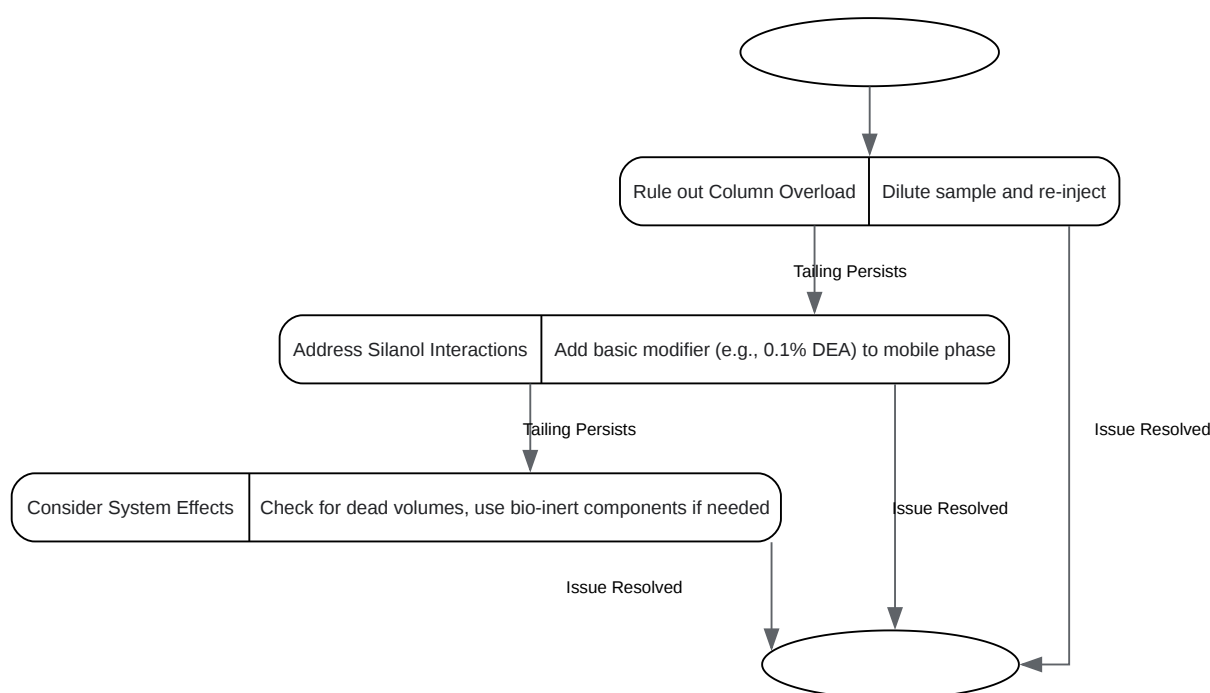 Rule out Column Overload
Dilute sample and re-inject
Tailing Persists
Address Silanol Interactions
Add basic modifier (e.g., 0.1% DEA) to mobile phase
Tailing Persists
Issue Resolved
Consider System Effects
Check for dead volumes, use bio-inert components if needed
Issue Resolved
Issue Resolved